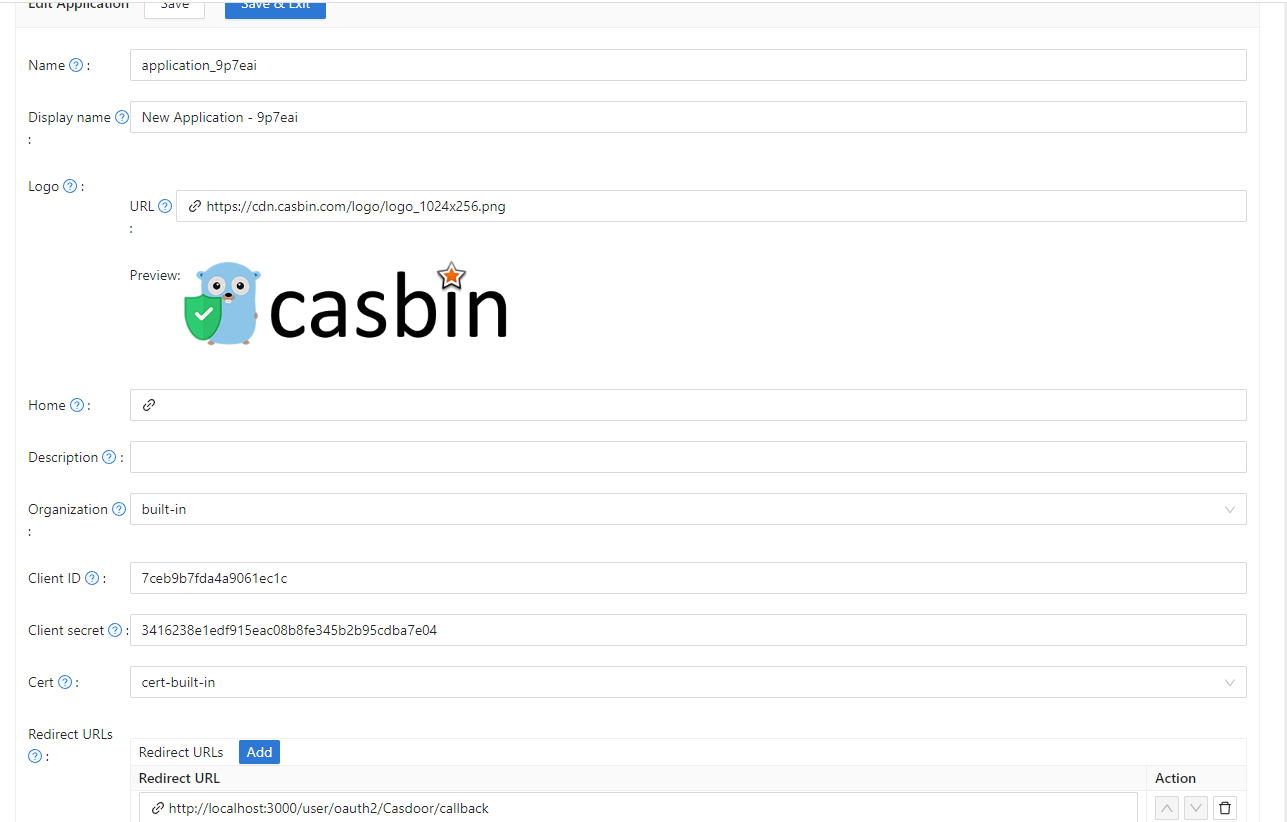 Edit Application Save Save & Exit
Name ? : application_9p7eai
Display name ? : New Application - 9p7eai
Logo ? :
URL ? : https://cdn.casbin.com/logo/logo_1024x256.png
Preview: casbin
Home ? :
Description ? :
Organization ? : built-in
Client ID ? : 7ceb9b7fda4a9061ec1c
Client secret ? : 3416238e1edf915eac08b8fe345b2b95cdba7e04
Cert ? : cert-built-in
Redirect URLs ? :
Redirect URLs Add
Redirect URL Action
http://localhost:3000/user/oauth2/Casdoor/callback